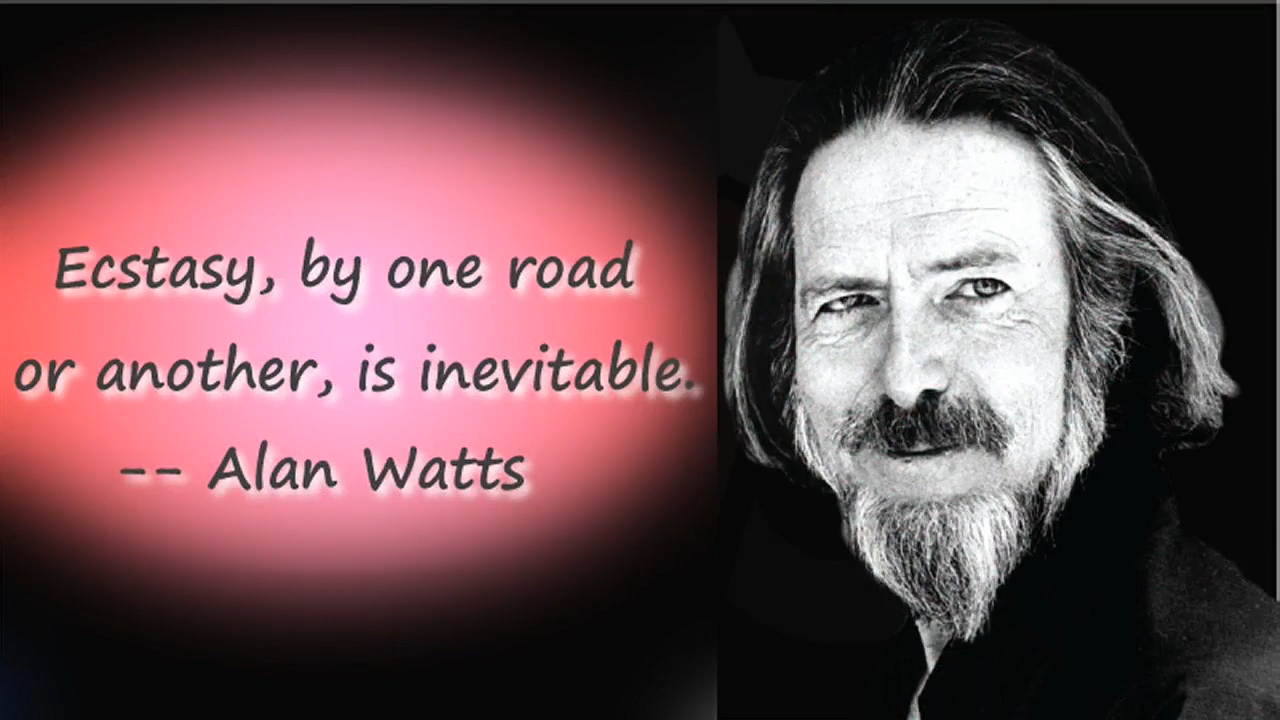 Ecstasy, by one road
or another, is inevitable.
-- Alan Watts